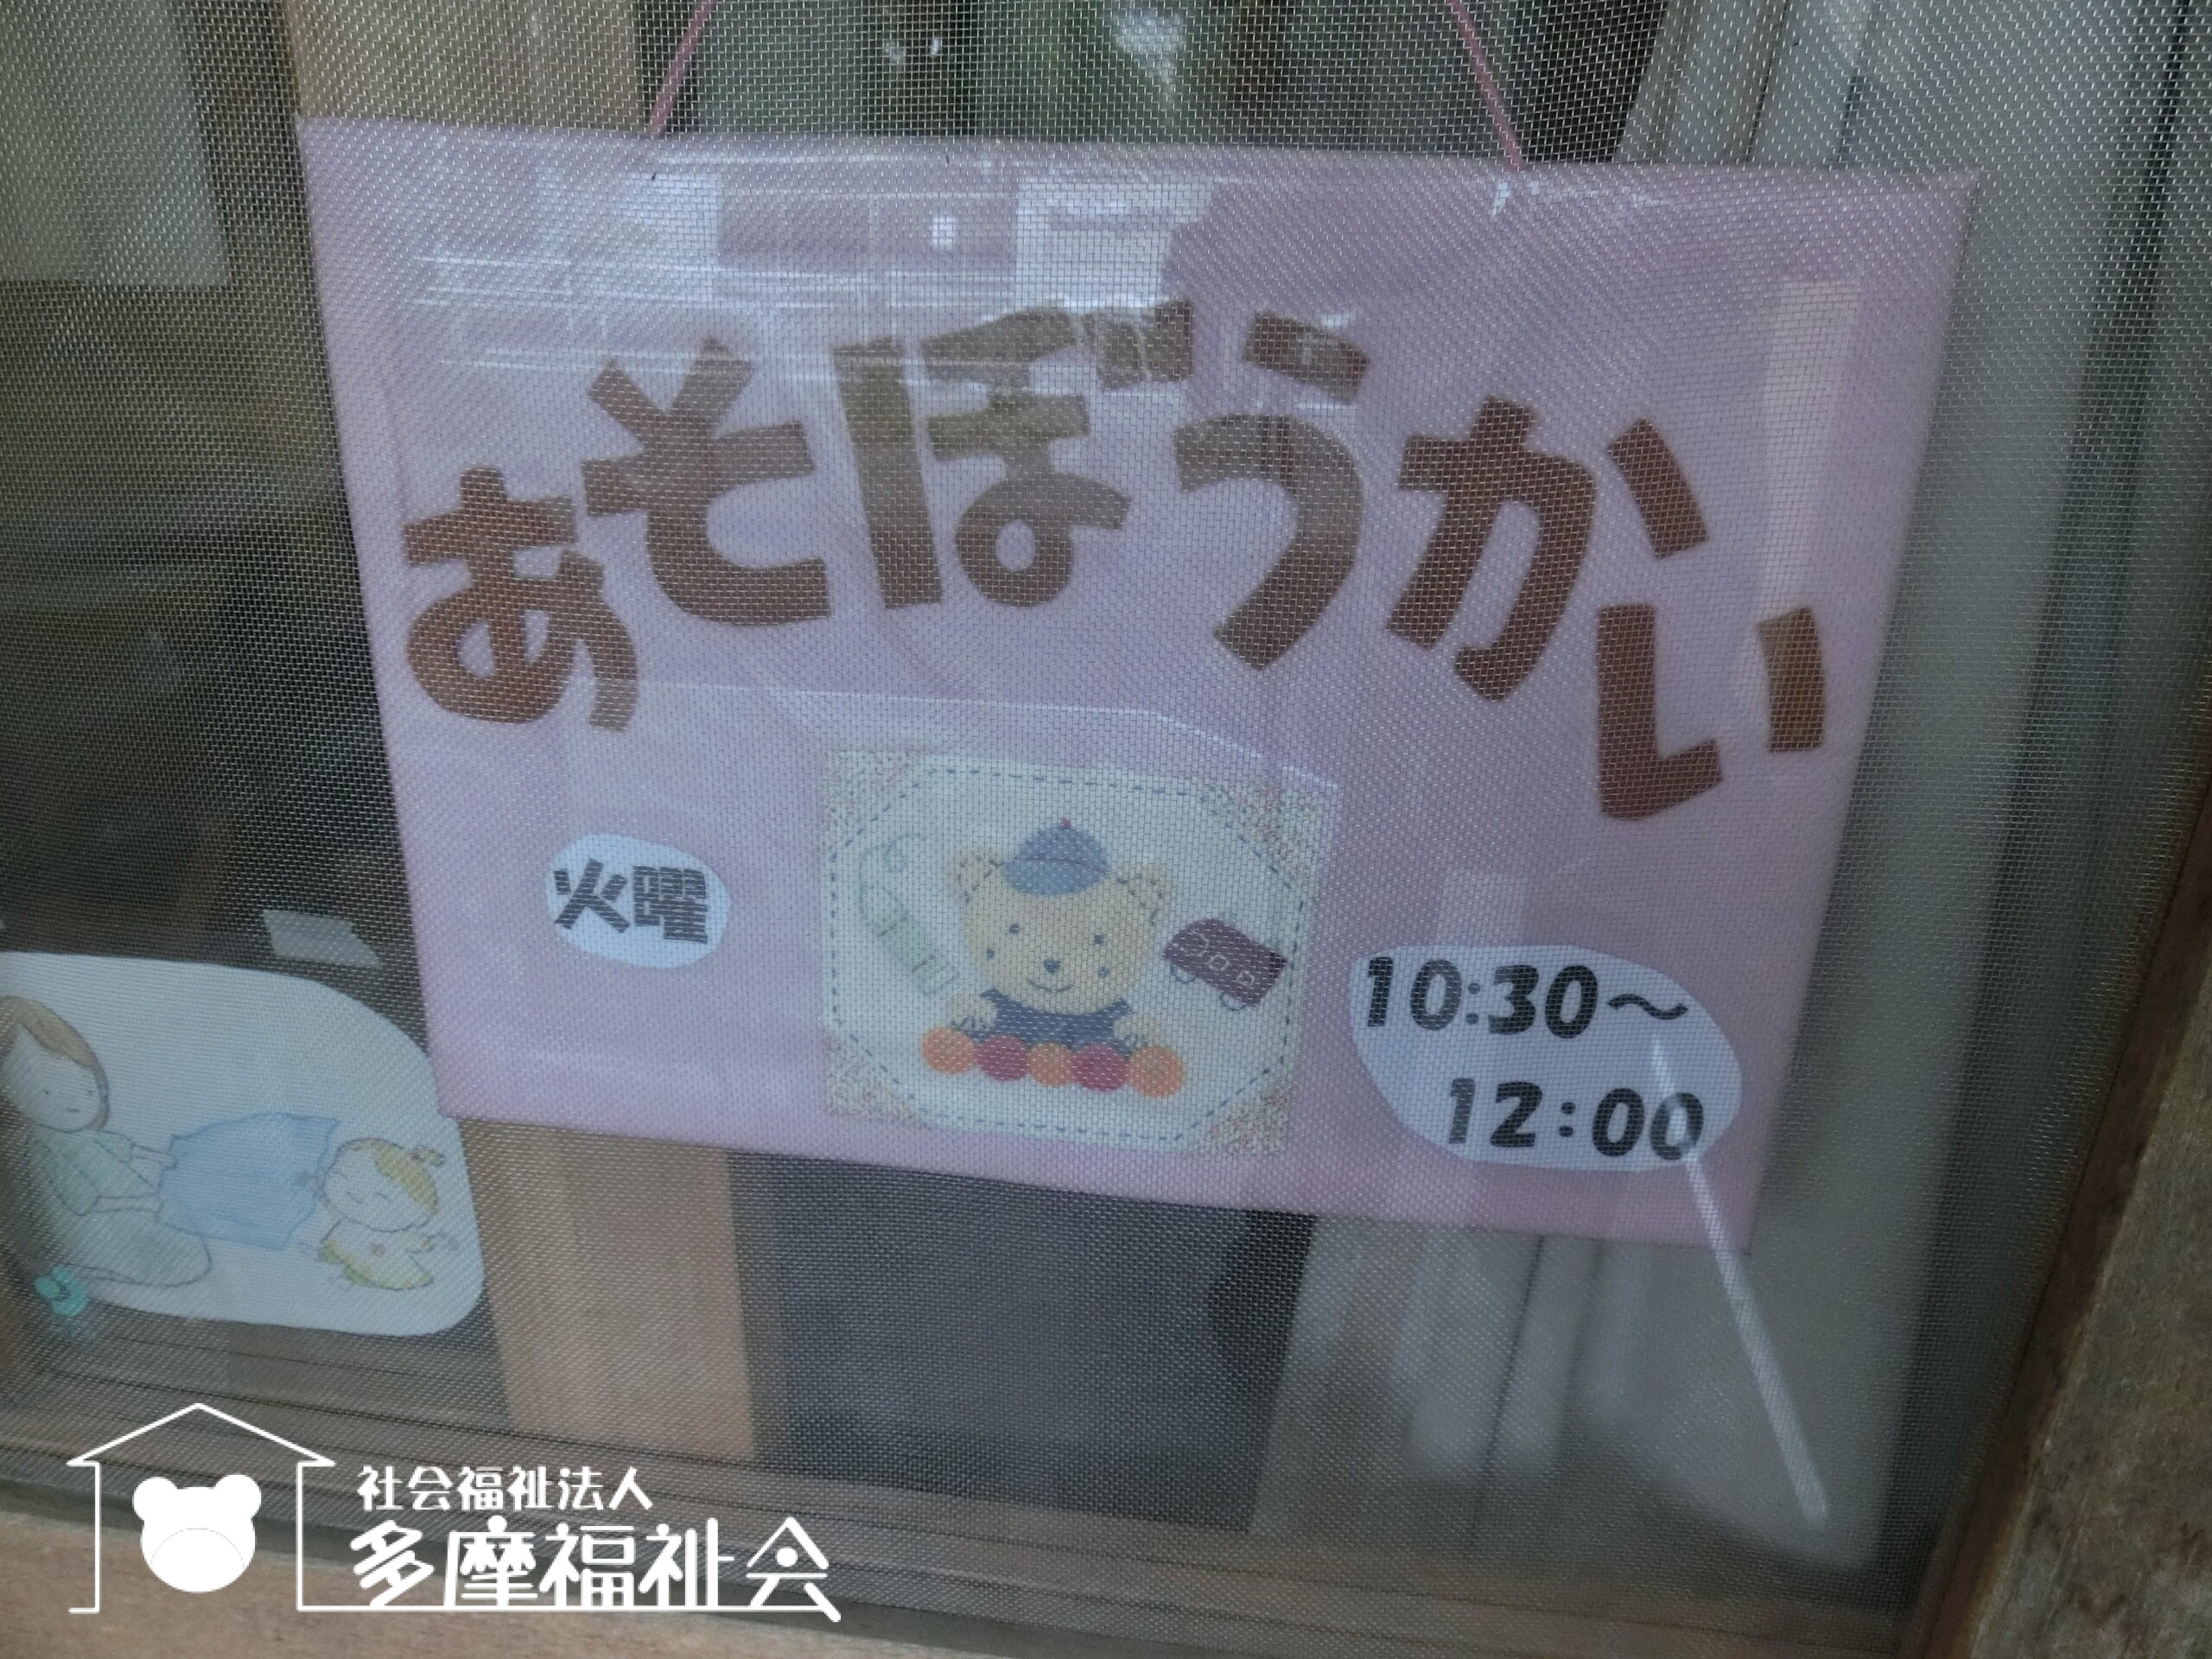 あそぼうかい
火曜
10:30～
12:00
社会福祉法人
多摩福祉会